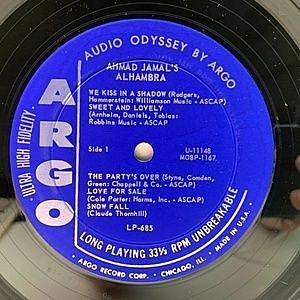 AUDIO ODYSSEY BY ARGO
AHMAD JAMAL'S
ALHAMBRA
WE KISS IN A SHADOW (Rodgers,
Hammerstein: Williamson Music - ASCAP)
SWEET AND LOVELY
(Arnheim, Daniels, Tobias:
Robbins Music - ASCAP)
Side 1
U-11148
MO8P-1167
THE PARTY'S OVER (Styne, Comden,
Green: Chappell & Co. - ASCAP)
LOVE FOR SALE
(Cole Porter: Harms, Inc. - ASCAP)
SNOW FALL
(Claude Thornhill)
LP-685
ULTRA HIGH FIDELITY
ARGO
LONG PLAYING 33⅓ RPM UNBREAKABLE
ARGO RECORD CORP. - CHICAGO, ILL. - MADE IN U.S.A.